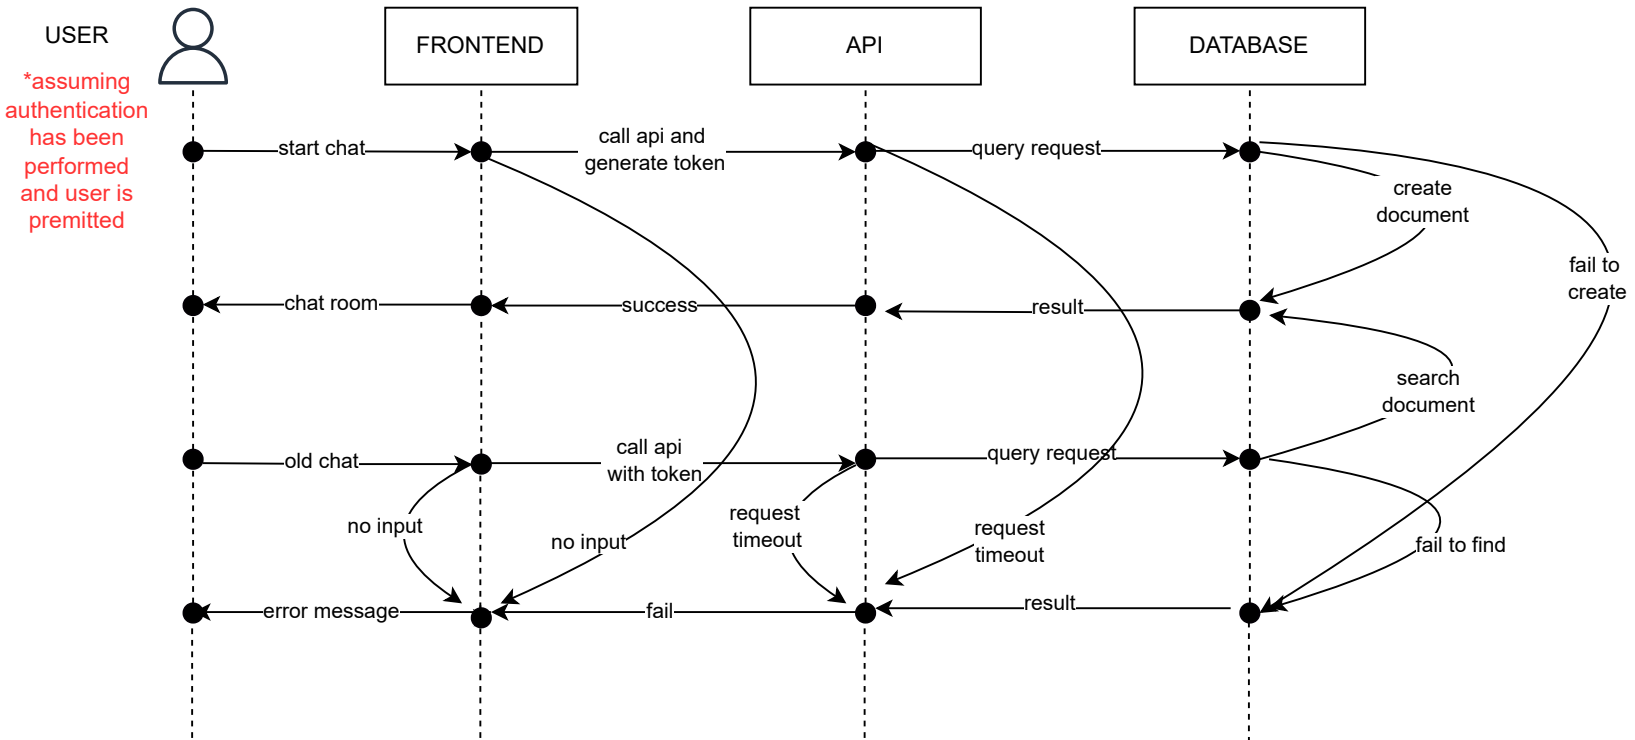 USER
FRONTEND
API
DATABASE
*assuming
authentication
has been
performed
and user is
premitted
start chat
call api and
generate token
query request
create
document
fail to
create
chat room
success
result
search
document
old chat
call api
with token
query request
no input
no input
request
timeout
request
timeout
fail to find
error message
fail
result